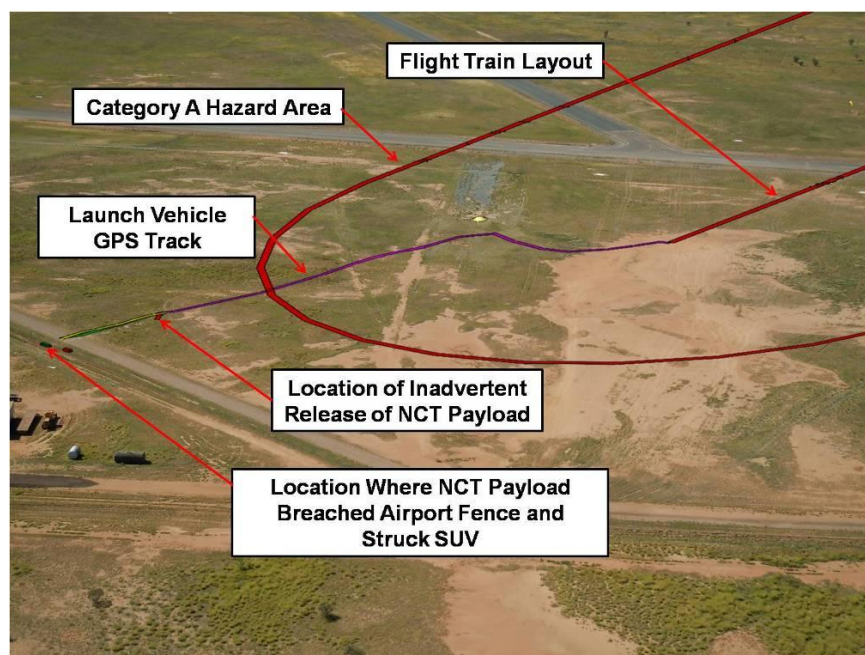 Flight Train Layout
Category A Hazard Area
Launch Vehicle
GPS Track
Location of Inadvertent
Release of NCT Payload
Location Where NCT Payload
Breached Airport Fence and
Struck SUV